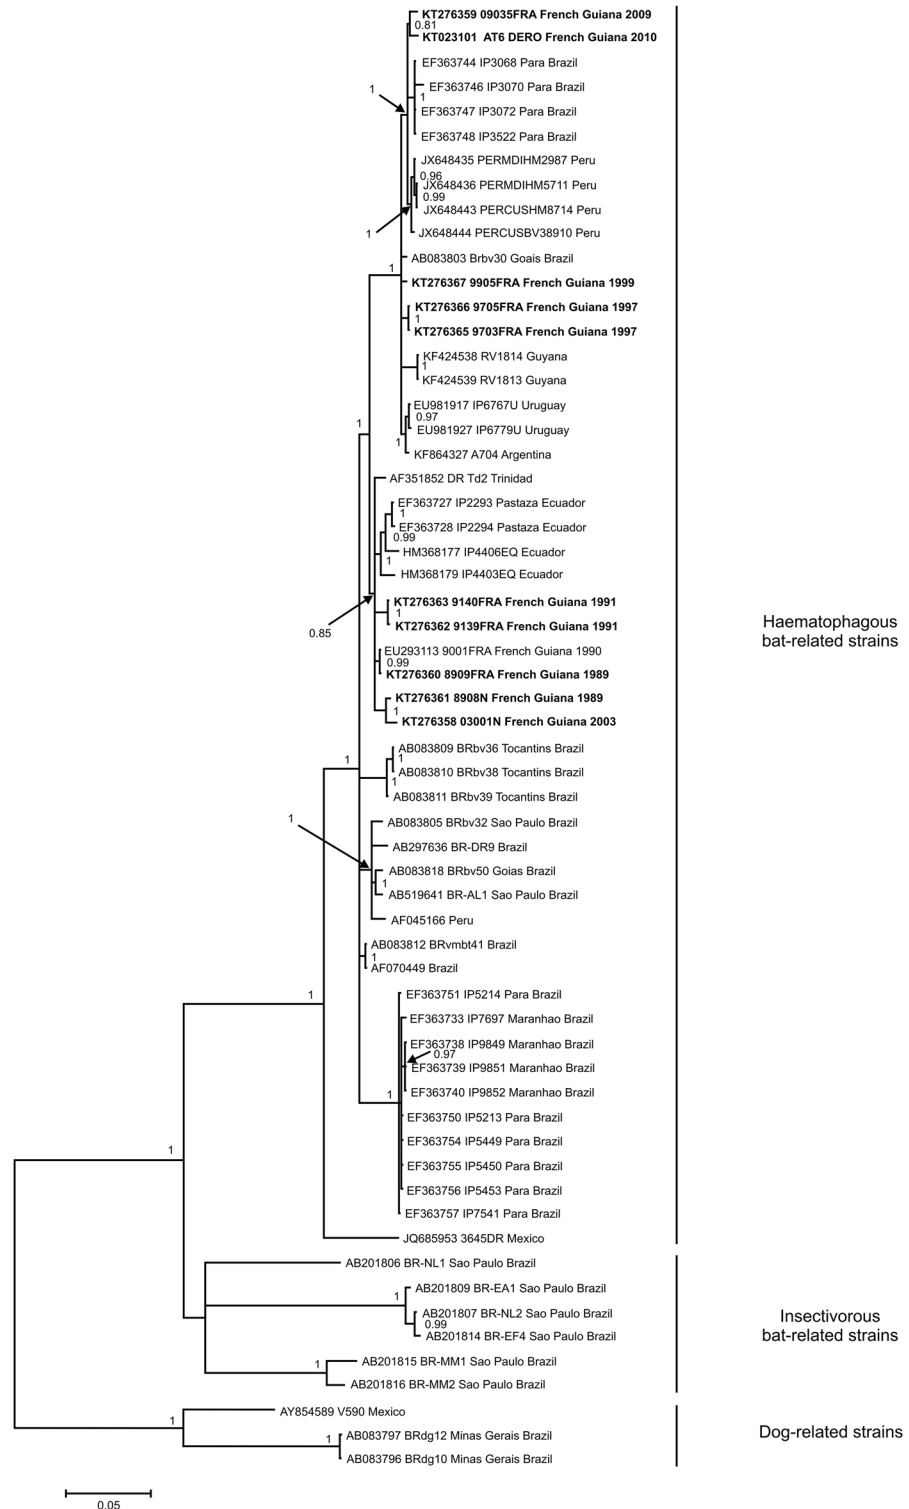 KT276359 09035FRA French Guiana 2009
0.81
KT023101 AT6 DERO French Guiana 2010
EF363744 IP3068 Para Brazil
1
EF363746 IP3070 Para Brazil
1
EF363747 IP3072 Para Brazil
EF363748 IP3522 Para Brazil
JX648435 PERMDIHM2987 Peru
0.96
JX648436 PERMDIHM5711 Peru
0.99
JX648443 PERCUSHM8714 Peru
1
JX648444 PERCUSBV38910 Peru
AB083803 Brbv30 Goais Brazil
1
KT276367 9905FRA French Guiana 1999
KT276366 9705FRA French Guiana 1997
1
KT276365 9703FRA French Guiana 1997
KF424538 RV1814 Guyana
1
KF424539 RV1813 Guyana
EU981917 IP6767U Uruguay
0.97
1
EU981927 IP6779U Uruguay
1
KF864327 A704 Argentina
AF351852 DR Td2 Trinidad
EF363727 IP2293 Pastaza Ecuador
1
EF363728 IP2294 Pastaza Ecuador
0.99
HM368177 IP4406EQ Ecuador
1
HM368179 IP4403EQ Ecuador
KT276363 9140FRA French Guiana 1991
1
KT276362 9139FRA French Guiana 1991
0.85
Haematophagous
bat-related strains
EU293113 9001FRA French Guiana 1990
0.99
KT276360 8909FRA French Guiana 1989
KT276361 8908N French Guiana 1989
1
KT276358 03001N French Guiana 2003
AB083809 BRbv36 Tocantins Brazil
1
1
AB083810 BRbv38 Tocantins Brazil
1
AB083811 BRbv39 Tocantins Brazil
1
AB083805 BRbv32 Sao Paulo Brazil
AB297636 BR-DR9 Brazil
AB083818 BRbv50 Goias Brazil
1
AB519641 BR-AL1 Sao Paulo Brazil
AF045166 Peru
AB083812 BRvmbt41 Brazil
1
AF070449 Brazil
1
EF363751 IP5214 Para Brazil
EF363733 IP7697 Maranhao Brazil
EF363738 IP9849 Maranhao Brazil
0.97
EF363739 IP9851 Maranhao Brazil
1
EF363740 IP9852 Maranhao Brazil
EF363750 IP5213 Para Brazil
EF363754 IP5449 Para Brazil
1
EF363755 IP5450 Para Brazil
EF363756 IP5453 Para Brazil
EF363757 IP7541 Para Brazil
JQ685953 3645DR Mexico
AB201806 BR-NL1 Sao Paulo Brazil
AB201809 BR-EA1 Sao Paulo Brazil
1
AB201807 BR-NL2 Sao Paulo Brazil
0.99
AB201814 BR-EF4 Sao Paulo Brazil
Insectivorous
bat-related strains
AB201815 BR-MM1 Sao Paulo Brazil
1
AB201816 BR-MM2 Sao Paulo Brazil
AY854589 V590 Mexico
1
AB083797 BRdg12 Minas Gerais Brazil
1
AB083796 BRdg10 Minas Gerais Brazil
Dog-related strains
0.05